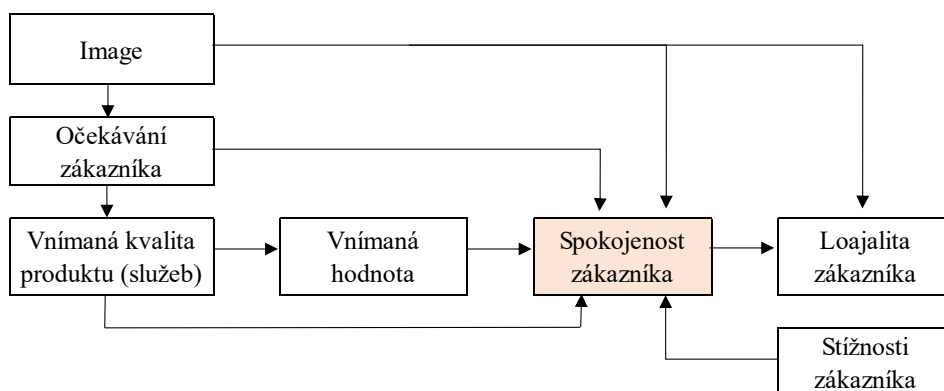 Image
Očekávání
zákazníka
Vnímaná kvalita
produktu (služeb)
Vnímaná
hodnota
Spokojenost
zákazníka
Loajalita
zákazníka
Stížnosti
zákazníka